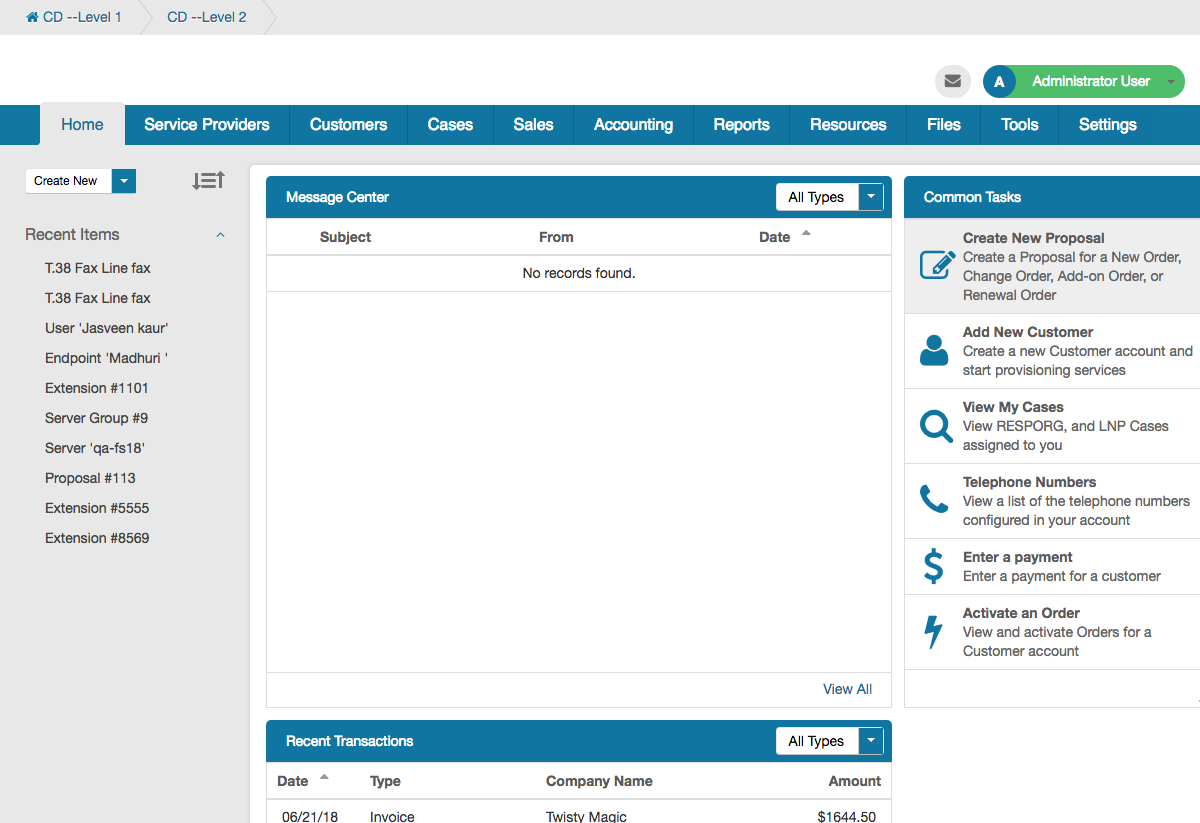 CD --Level 1
CD --Level 2
A
Administrator User
Home
Service Providers
Customers
Cases
Sales
Accounting
Reports
Resources
Files
Tools
Settings
Create New
Recent Items
T.38 Fax Line fax
T.38 Fax Line fax
User 'Jasveen kaur'
Endpoint 'Madhuri '
Extension #1101
Server Group #9
Server 'qa-fs18'
Proposal #113
Extension #5555
Extension #8569
Message Center
All Types
Subject
From
Date
No records found.
View All
Recent Transactions
All Types
Date
Type
Company Name
Amount
06/21/18
Invoice
Twisty Magic
$1644.50
Common Tasks
Create New Proposal
Create a Proposal for a New Order,
Change Order, Add-on Order, or
Renewal Order
Add New Customer
Create a new Customer account and
start provisioning services
View My Cases
View RESPORG, and LNP Cases
assigned to you
Telephone Numbers
View a list of the telephone numbers
configured in your account
Enter a payment
Enter a payment for a customer
Activate an Order
View and activate Orders for a
Customer account